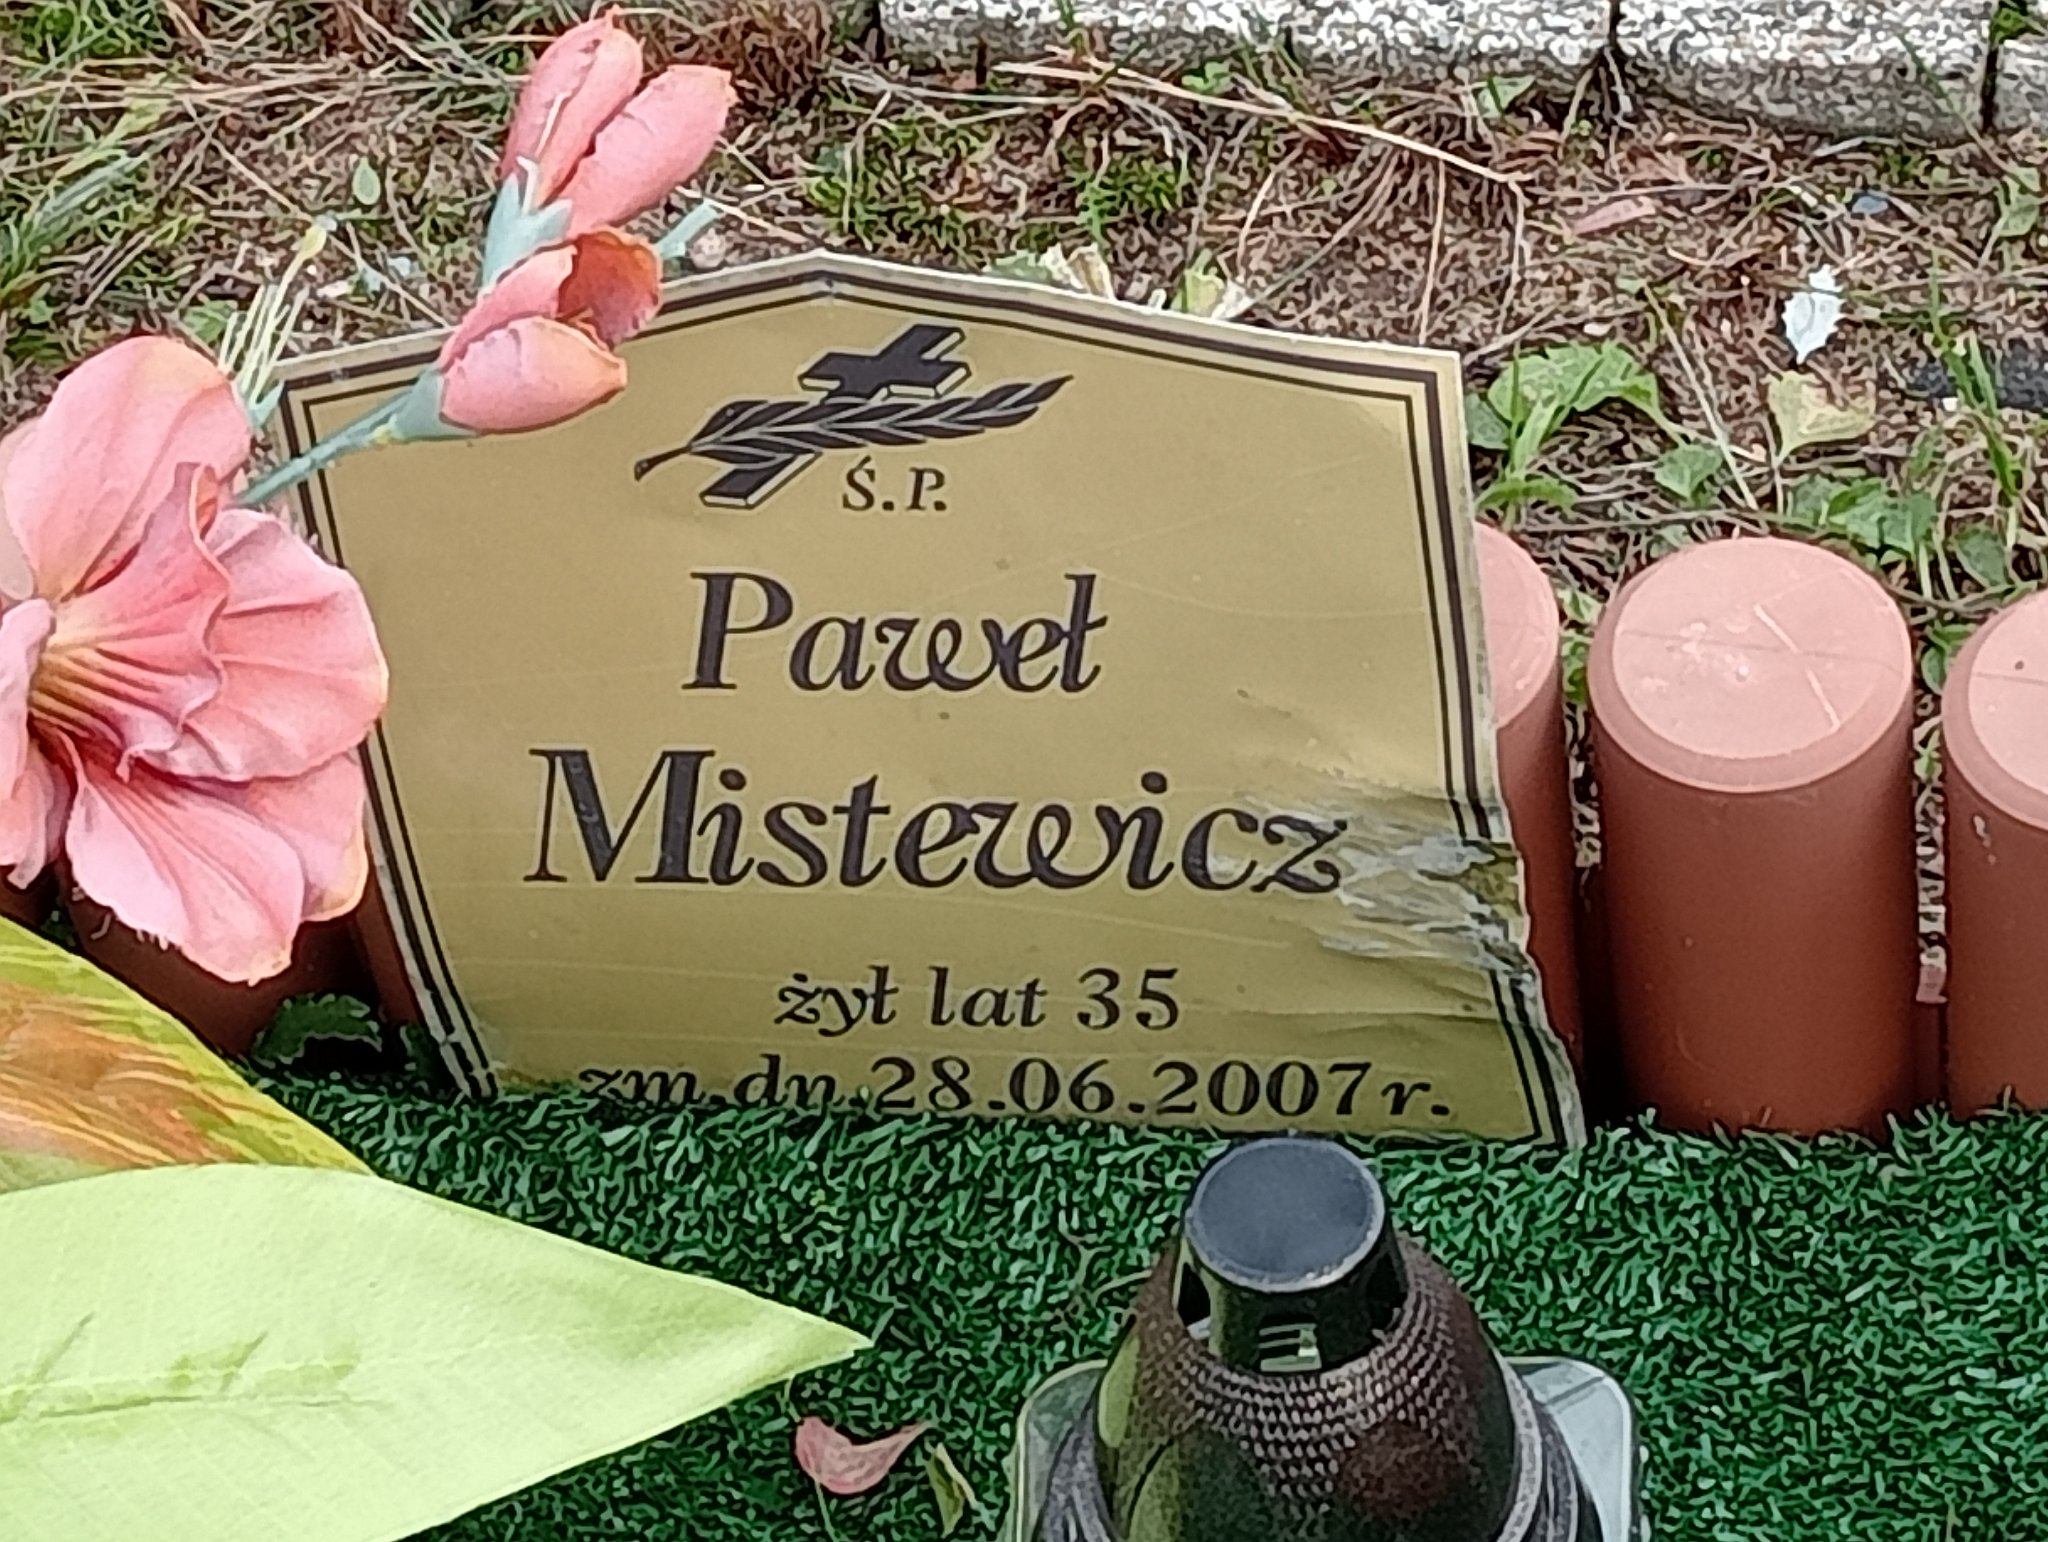 Ś.P.
Paweł
Mistewicz
żył lat 35
zm.dn.28.06.2007r.